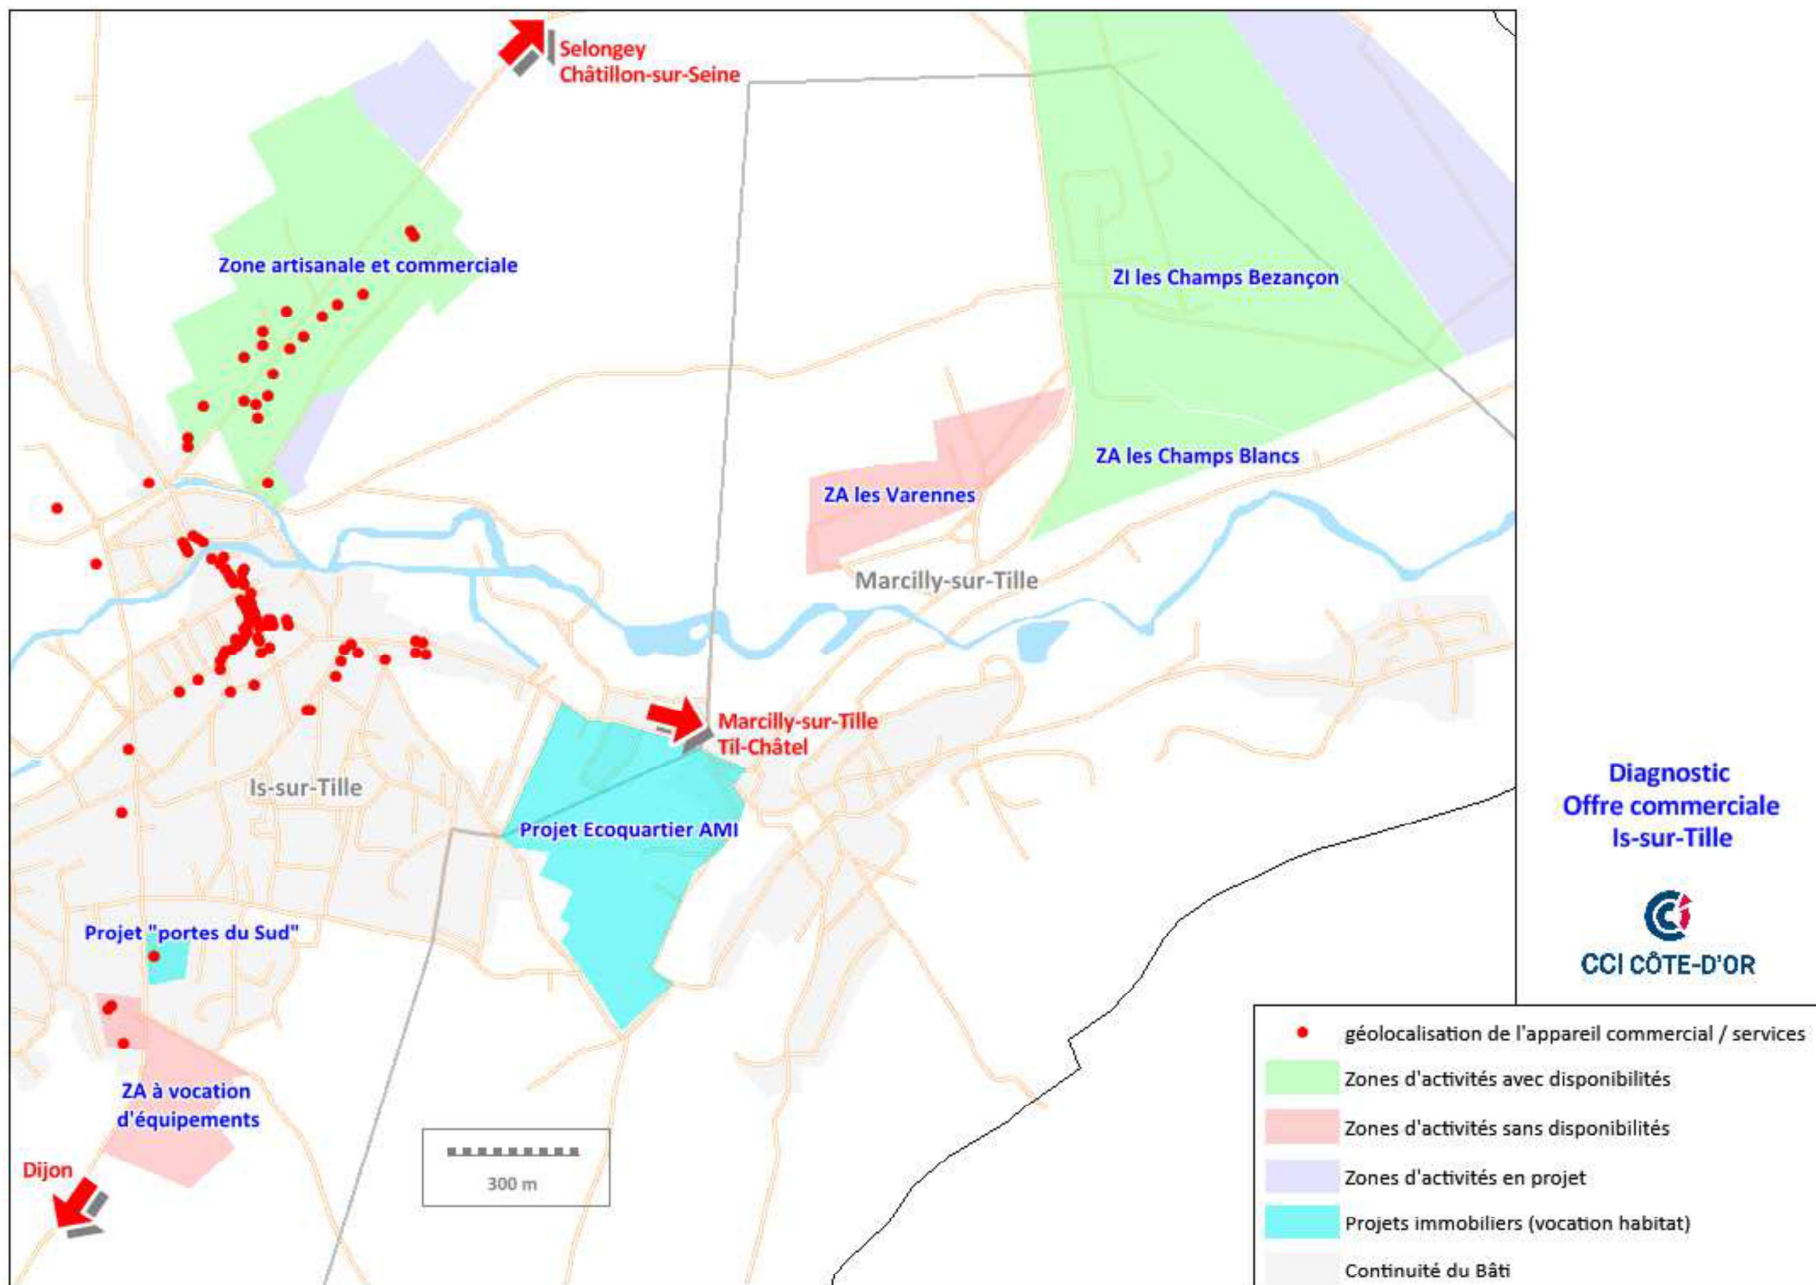 Selongey
Châtillon-sur-Seine
Zone artisanale et commerciale
ZI les Champs Bezançon
ZA les Champs Blancs
ZA les Varennes
Marcilly-sur-Tille
Marcilly-sur-Tille
Til-Châtel
Is-sur-Tille
Projet Ecoquartier AMI
Projet "portes du Sud"
ZA à vocation
d'équipements
Dijon
300 m
Diagnostic
Offre commerciale
Is-sur-Tille
CCI CÔTE-D'OR
géolocalisation de l'appareil commercial / services
Zones d'activités avec disponibilités
Zones d'activités sans disponibilités
Zones d'activités en projet
Projets immobiliers (vocation habitat)
Continuité du Bâti